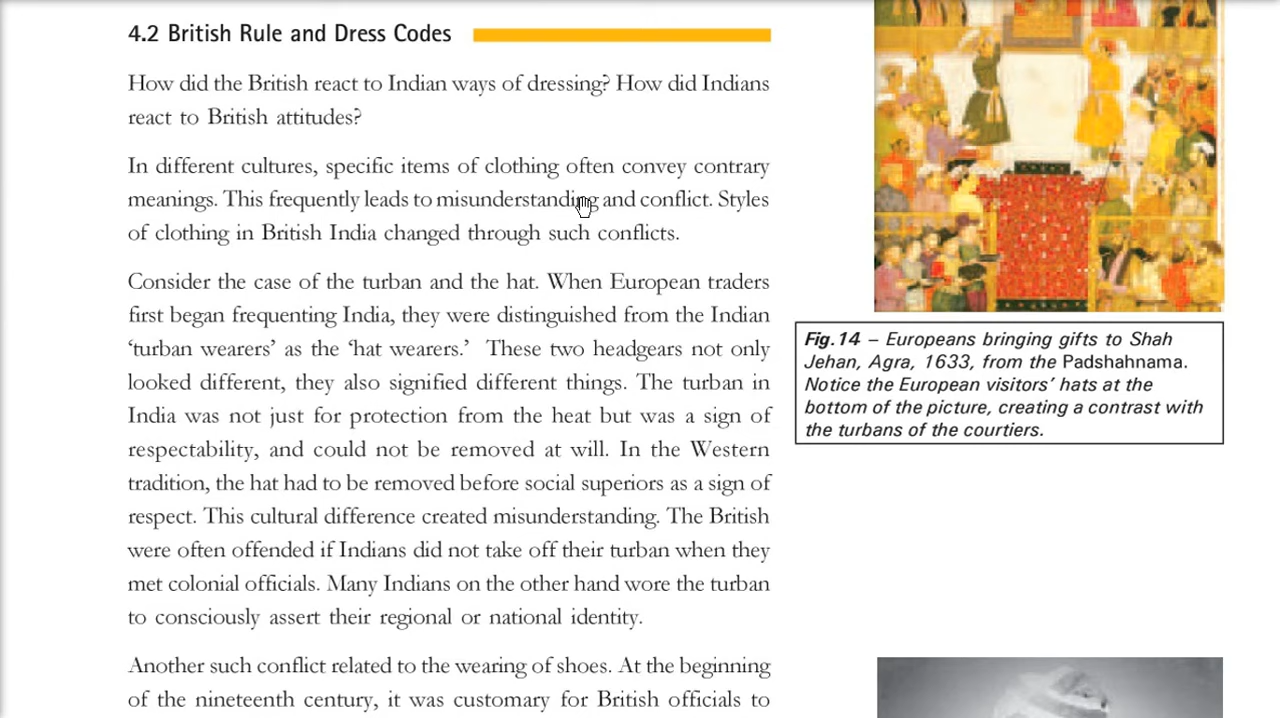 4.2 British Rule and Dress Codes
How did the British react to Indian ways of dressing? How did Indians
react to British attitudes?
In different cultures, specific items of clothing often convey contrary
meanings. This frequently leads to misunderstanding and conflict. Styles
of clothing in British India changed through such conflicts.
Consider the case of the turban and the hat. When European traders
first began frequenting India, they were distinguished from the Indian
‘turban wearers’ as the ‘hat wearers.’ These two headgears not only
looked different, they also signified different things. The turban in
India was not just for protection from the heat but was a sign of
respectability, and could not be removed at will. In the Western
tradition, the hat had to be removed before social superiors as a sign of
respect. This cultural difference created misunderstanding. The British
were often offended if Indians did not take off their turban when they
met colonial officials. Many Indians on the other hand wore the turban
to consciously assert their regional or national identity.
Another such conflict related to the wearing of shoes. At the beginning
of the nineteenth century, it was customary for British officials to
Fig.14 – Europeans bringing gifts to Shah
Jehan, Agra, 1633, from the Padshahnama.
Notice the European visitors’ hats at the
bottom of the picture, creating a contrast with
the turbans of the courtiers.